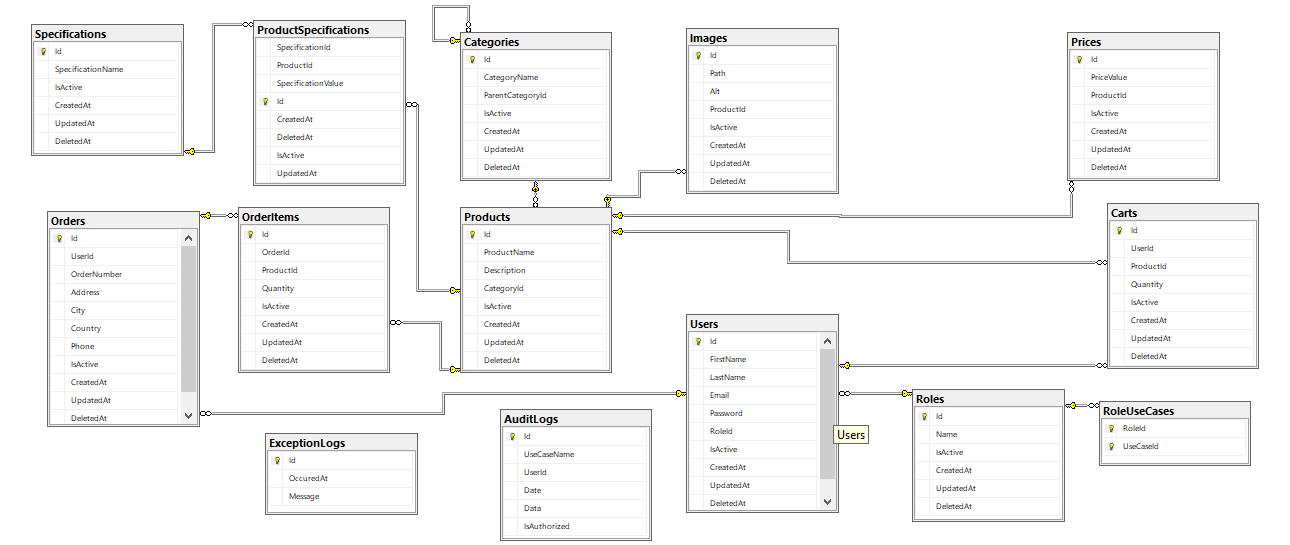 Specifications
Id
SpecificationName
IsActive
CreatedAt
UpdatedAt
DeletedAt
ProductSpecifications
SpecificationId
ProductId
SpecificationValue
Id
CreatedAt
DeletedAt
IsActive
UpdatedAt
Categories
Id
CategoryName
ParentCategoryId
IsActive
CreatedAt
UpdatedAt
DeletedAt
Images
Id
Path
Alt
ProductId
IsActive
CreatedAt
UpdatedAt
DeletedAt
Prices
Id
PriceValue
ProductId
IsActive
CreatedAt
UpdatedAt
DeletedAt
Orders
Id
UserId
OrderNumber
Address
City
Country
Phone
IsActive
CreatedAt
UpdatedAt
DeletedAt
OrderItems
Id
OrderId
ProductId
Quantity
IsActive
CreatedAt
UpdatedAt
DeletedAt
Products
Id
ProductName
Description
CategoryId
IsActive
CreatedAt
UpdatedAt
DeletedAt
Carts
Id
UserId
ProductId
Quantity
IsActive
CreatedAt
UpdatedAt
DeletedAt
Users
Id
FirstName
LastName
Email
Password
RoleId
IsActive
CreatedAt
UpdatedAt
DeletedAt
Users
Roles
Id
Name
IsActive
CreatedAt
UpdatedAt
DeletedAt
RoleUseCases
RoleId
UseCaseId
ExceptionLogs
Id
OccuredAt
Message
AuditLogs
Id
UseCaseName
UserId
Date
Data
IsAuthorized